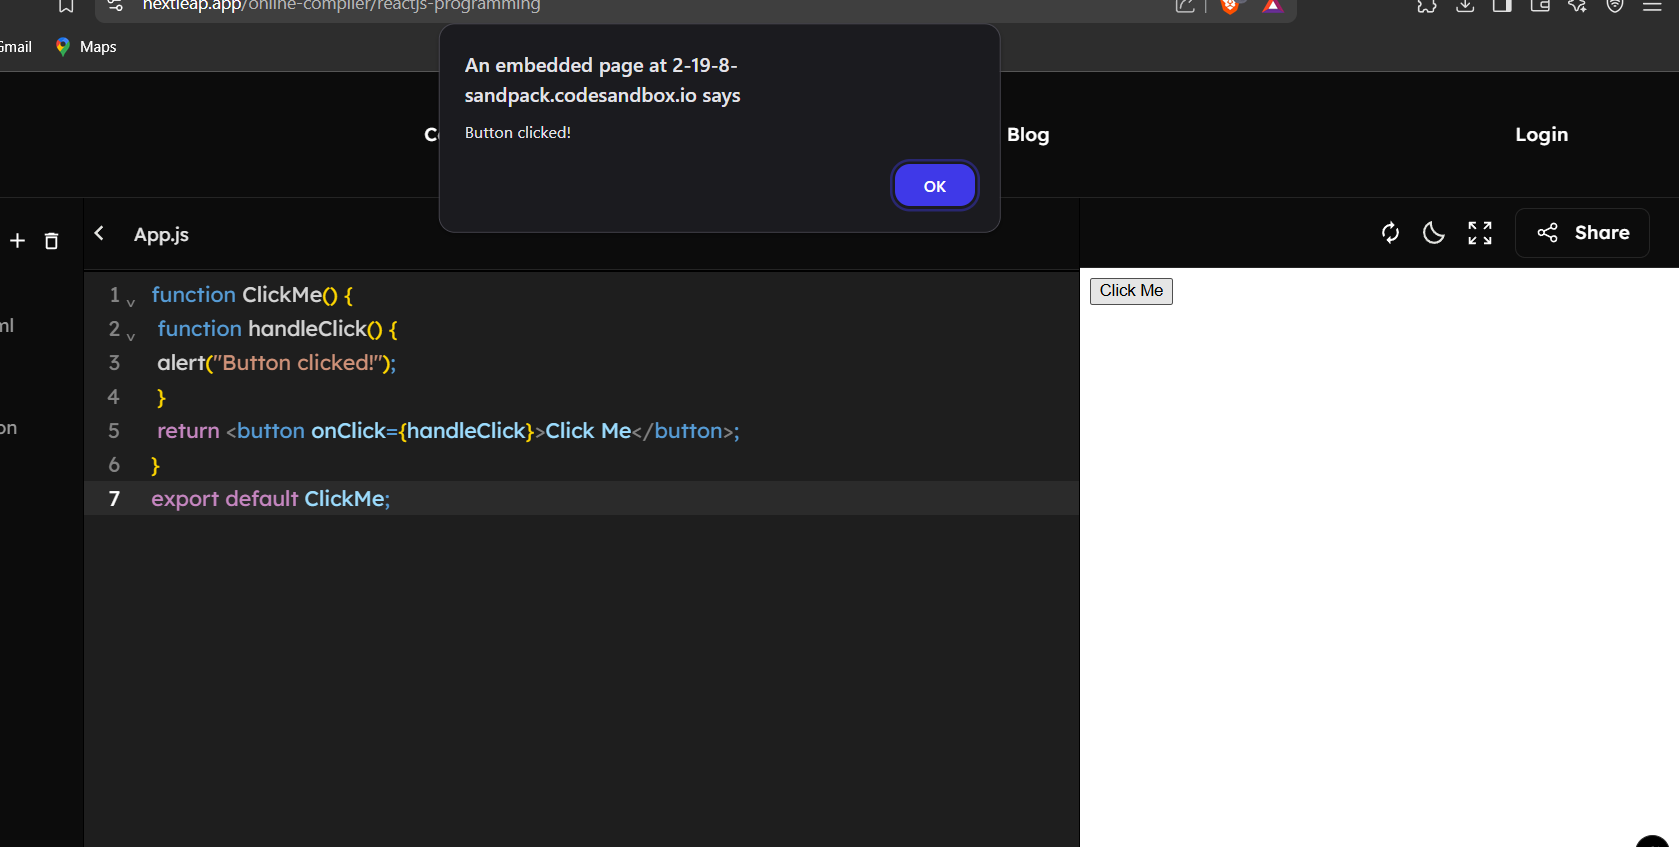 nextleap.app/online-compiler/reactjs-programming
Gmail
Maps
An embedded page at 2-19-8-
sandpack.codesandbox.io says
Button clicked!
OK
Blog
Login
App.js
Share
1 function ClickMe() {
2 function handleClick() {
3 alert("Button clicked!");
4 }
5 return <button onClick={handleClick}>Click Me</button>;
6 }
7 export default ClickMe;
Click Me